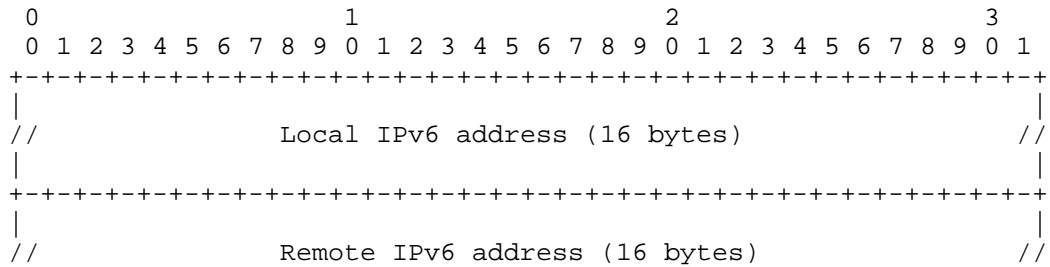 0                   1                   2                   3
 0 1 2 3 4 5 6 7 8 9 0 1 2 3 4 5 6 7 8 9 0 1 2 3 4 5 6 7 8 9 0 1
+-+-+-+-+-+-+-+-+-+-+-+-+-+-+-+-+-+-+-+-+-+-+-+-+-+-+-+-+-+-+-+-+
|                                                               |
//               Local IPv6 address (16 bytes)                 //
|                                                               |
+-+-+-+-+-+-+-+-+-+-+-+-+-+-+-+-+-+-+-+-+-+-+-+-+-+-+-+-+-+-+-+-+
|                                                               |
//               Remote IPv6 address (16 bytes)                //